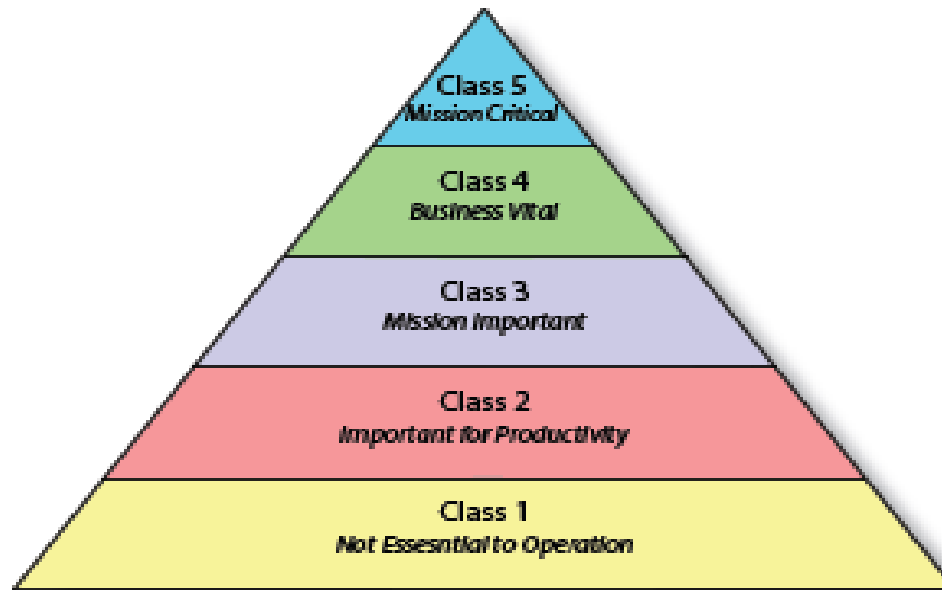 Class 5
Mission Critical
Class 4
Business Vital
Class 3
Mission Important
Class 2
Important for Productivity
Class 1
Not Essesntial to Operation